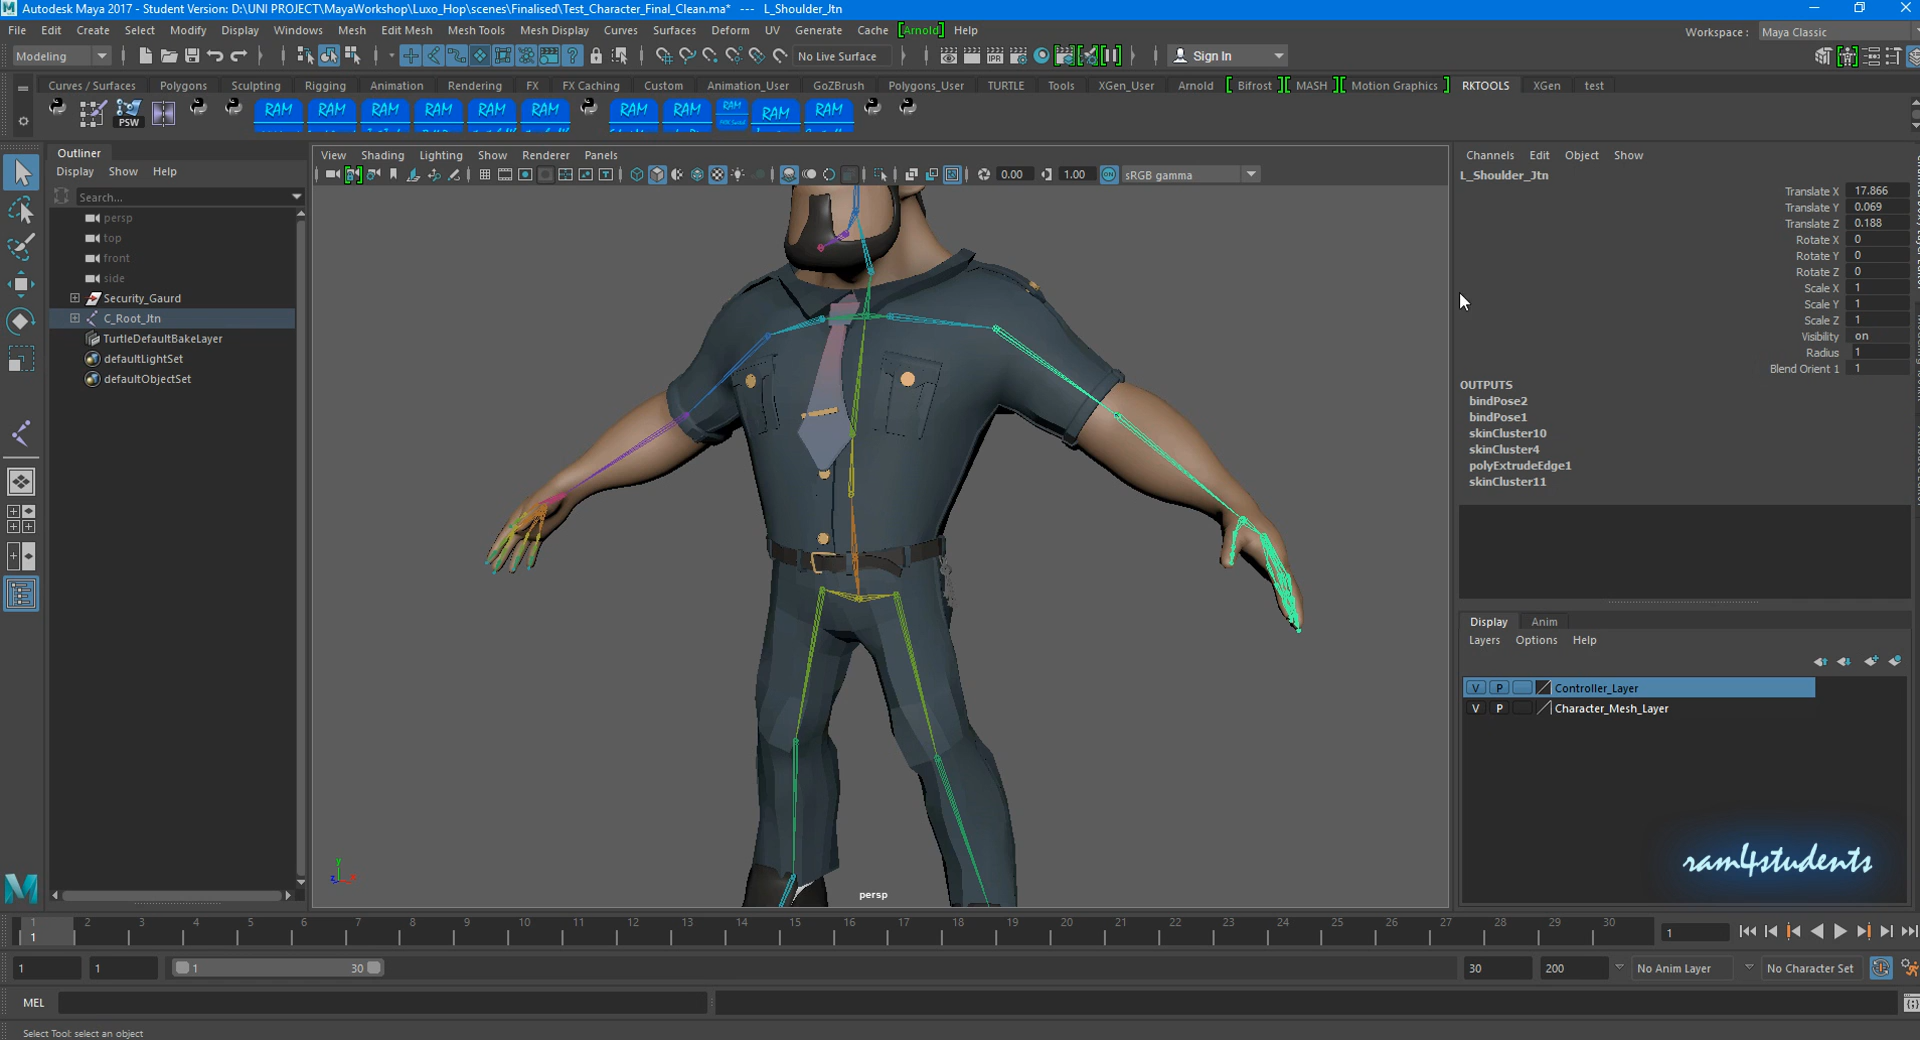 Autodesk Maya 2017 - Student Version: D:\UNI PROJECT\MayaWorkshop\Luxo_Hop\scenes\Finalised\Test_Character_Final_Clean.ma* --- L_Shoulder_Jtn
File Edit Create Select Modify Display Windows Mesh Edit Mesh Mesh Tools Mesh Display Curves Surfaces Deform UV Generate Cache [Arnold] Help
Workspace : Maya Classic
Modeling No Live Surface Sign In
Curves / Surfaces Polygons Sculpting Rigging Animation Rendering FX FX Caching Custom Animation_User GoZBrush Polygons_User TURTLE Tools XGen_User Arnold [ Bifrost ] [ MASH ] [ Motion Graphics ] RKTOOLS XGen test
PSW RAM RAM RAM RAM RAM RAM RAM RAM RAM RAM RAM
Outliner
Display Show Help
Search...
persp
top
front
side
Security_Gaurd
C_Root_Jtn
TurtleDefaultBakeLayer
defaultLightSet
defaultObjectSet
View Shading Lighting Show Renderer Panels
IPR
0.00 1.00 ON sRGB gamma
persp
y
z
x
Channels Edit Object Show
L_Shoulder_Jtn
Translate X 17.866
Translate Y 0.069
Translate Z 0.188
Rotate X 0
Rotate Y 0
Rotate Z 0
Scale X 1
Scale Y 1
Scale Z 1
Visibility on
Radius 1
Blend Orient 1 1
OUTPUTS
bindPose2
bindPose1
skinCluster10
skinCluster4
polyExtrudeEdge1
skinCluster11
Display Anim
Layers Options Help
V P Controller_Layer
V P Character_Mesh_Layer
ram4students
1 2 3 4 5 6 7 8 9 10 11 12 13 14 15 16 17 18 19 20 21 22 23 24 25 26 27 28 29 30
1 1
1 1 1 30 30 200 No Anim Layer No Character Set
MEL
Select Tool: select an object